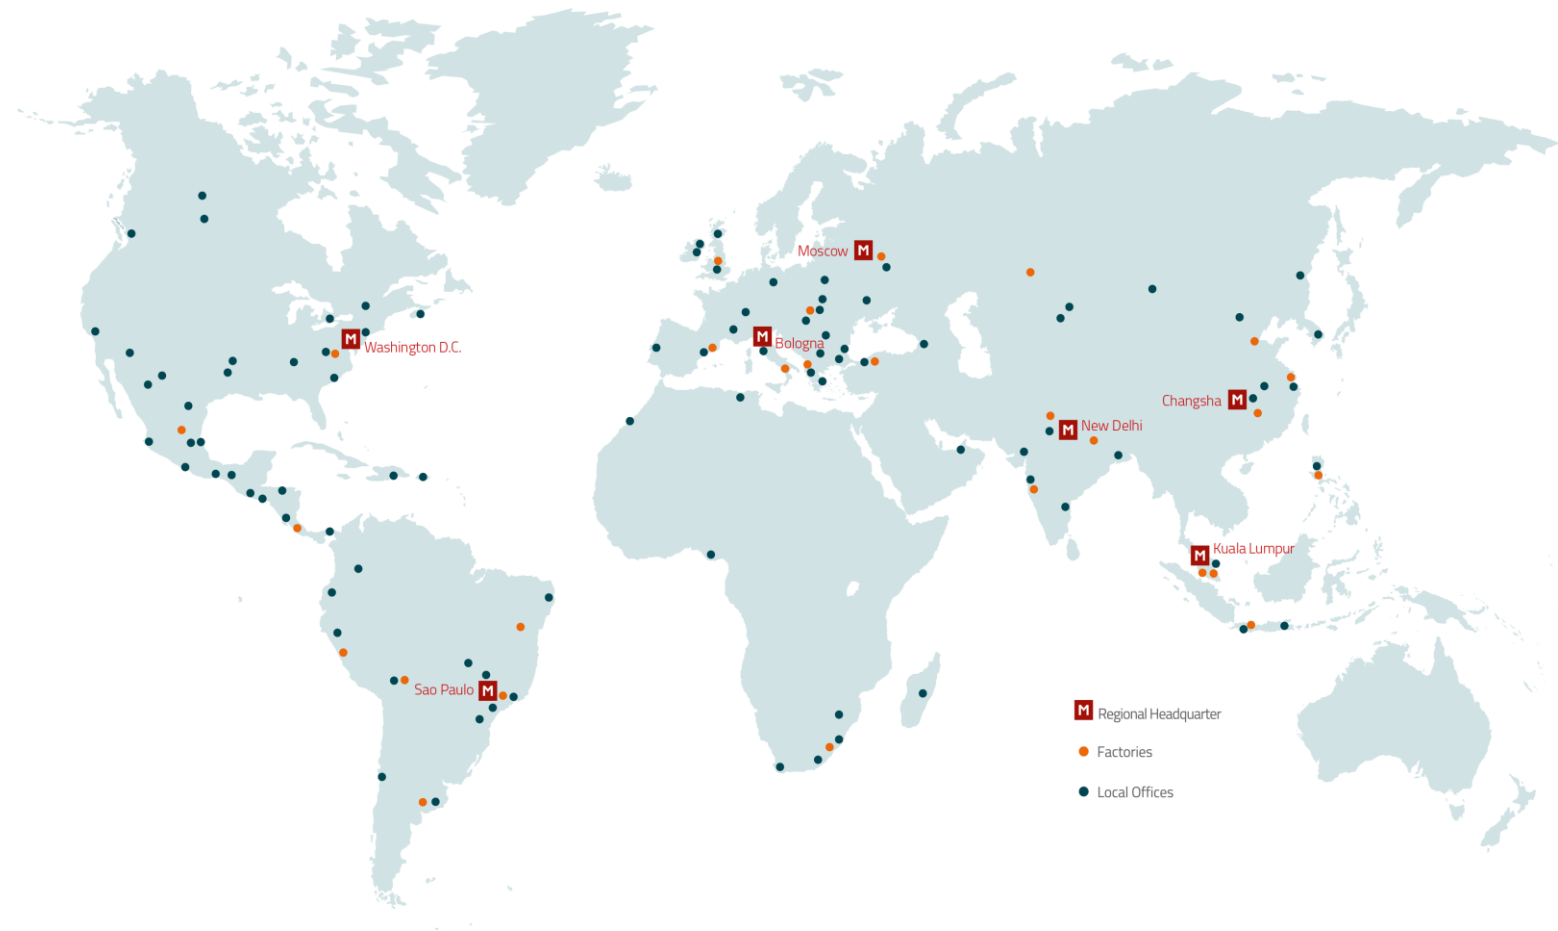 Moscow M
M Washington D.C.
M Bologna
Changsha M
M New Delhi
M Kuala Lumpur
Sao Paulo M
M Regional Headquarter
Factories
Local Offices